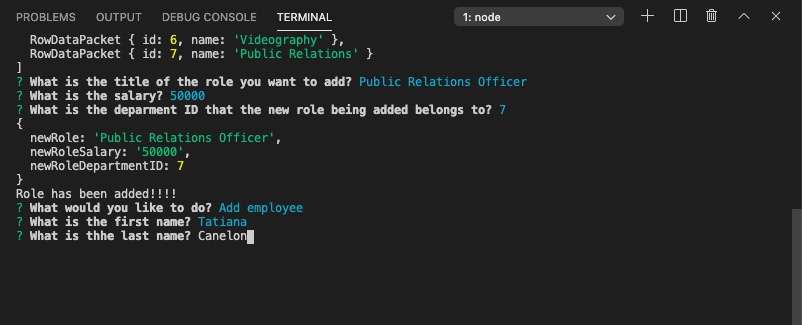 PROBLEMS OUTPUT DEBUG CONSOLE TERMINAL 1: node
RowDataPacket { id: 6, name: 'Videography' },
RowDataPacket { id: 7, name: 'Public Relations' }
]
? What is the title of the role you want to add? Public Relations Officer
? What is the salary? 50000
? What is the deparment ID that the new role being added belongs to? 7
{
newRole: 'Public Relations Officer',
newRoleSalary: '50000',
newRoleDepartmentID: 7
}
Role has been added!!!!
? What would you like to do? Add employee
? What is the first name? Tatiana
? What is thhe last name? Canelon